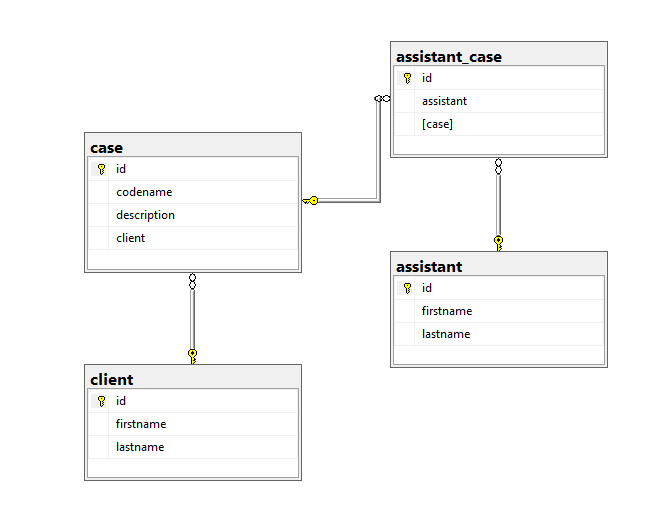 assistant_case
id
assistant
[case]
case
id
codename
description
client
assistant
id
firstname
lastname
client
id
firstname
lastname